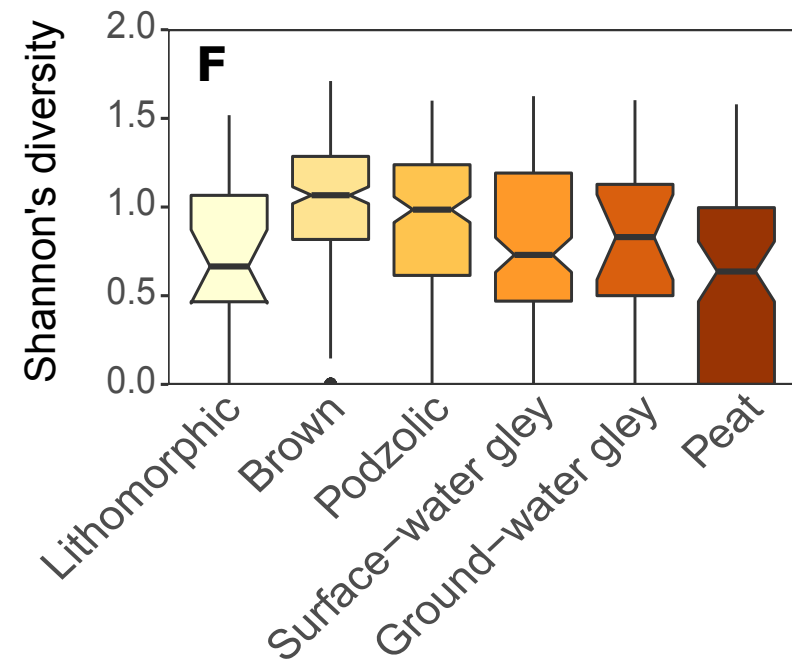 F
Shannon's diversity
2.0
1.5
1.0
0.5
0.0
Lithomorphic
Brown
Podzolic
Surface−water gley
Ground−water gley
Peat